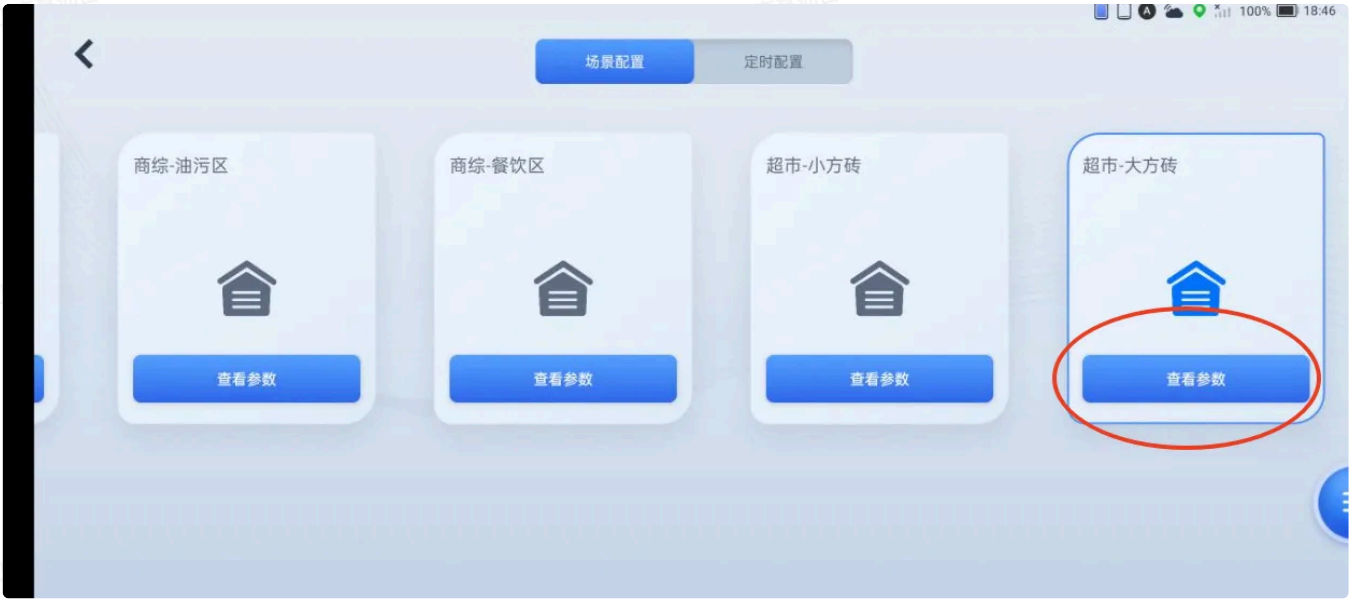 100% 18:46
场景配置 定时配置
商综-油污区
商综-餐饮区
超市-小方砖
超市-大方砖
查看参数
查看参数
查看参数
查看参数